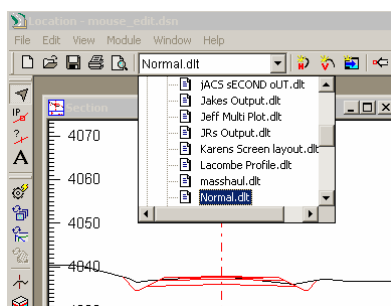 Location - mouse_edit.dsn
File Edit View Module Window Help
Normal.dlt
jACS sECOND oUT.dlt
Jakes Output.dlt
Jeff Multi Plot.dlt
JRs Output.dlt
Karens Screen layout.dlt
Lacombe Profile.dlt
masshaul.dlt
Normal.dlt
Section
IP
A
4070
4060
4050
4040